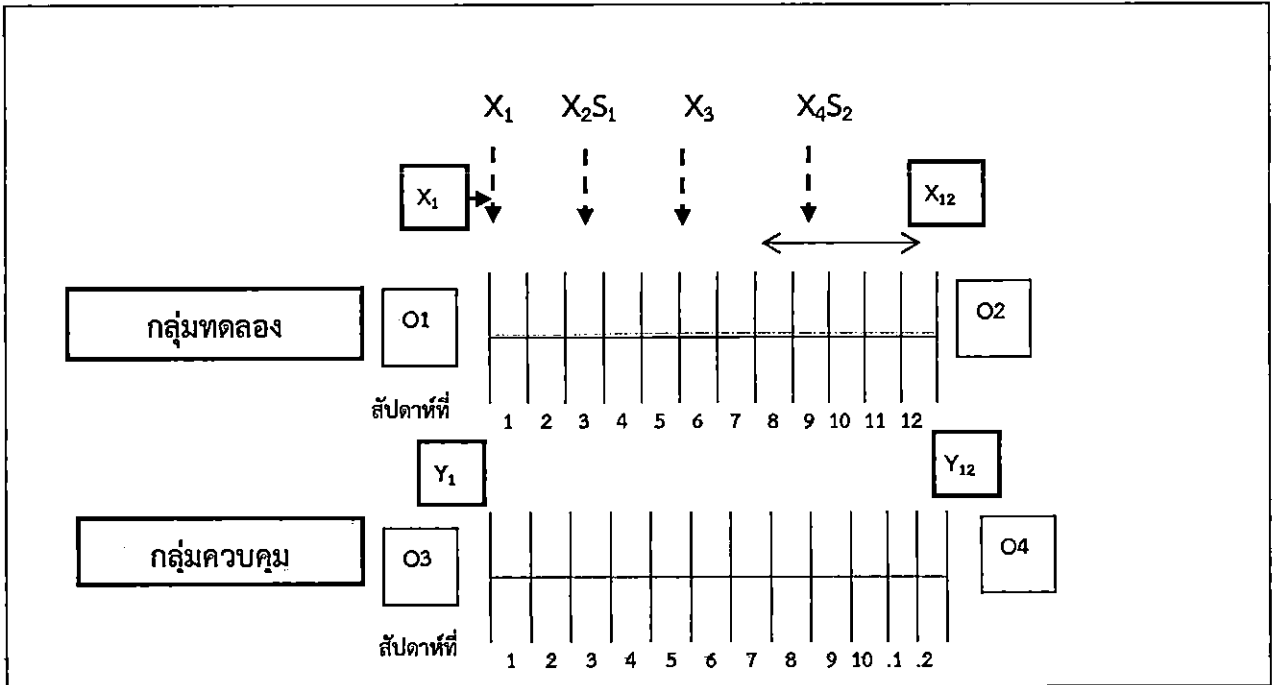 X₁ X₂S₁ X₃ X₄S₂
X₁ X₁₂
กลุ่มทดลอง O1 O2
สัปดาห์ที่ 1 2 3 4 5 6 7 8 9 10 11 12
Y₁ Y₁₂
กลุ่มควบคุม O3 O4
สัปดาห์ที่ 1 2 3 4 5 6 7 8 9 10 .1 .2